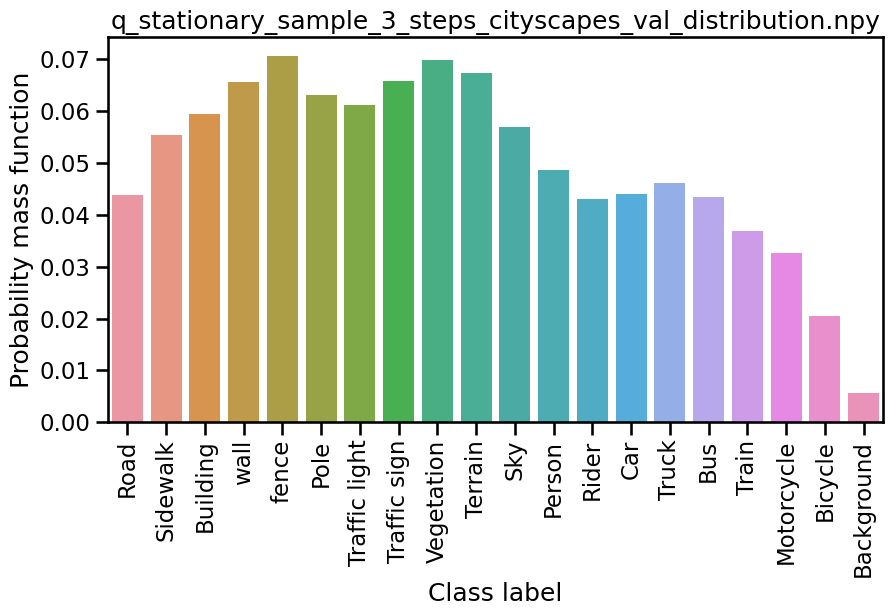 q_stationary_sample_3_steps_cityscapes_val_distribution.npy
Probability mass function
0.07
0.06
0.05
0.04
0.03
0.02
0.01
0.00
Road
Sidewalk
Building
wall
fence
Pole
Traffic light
Traffic sign
Vegetation
Terrain
Sky
Person
Rider
Car
Truck
Bus
Train
Motorcycle
Bicycle
Background
Class label